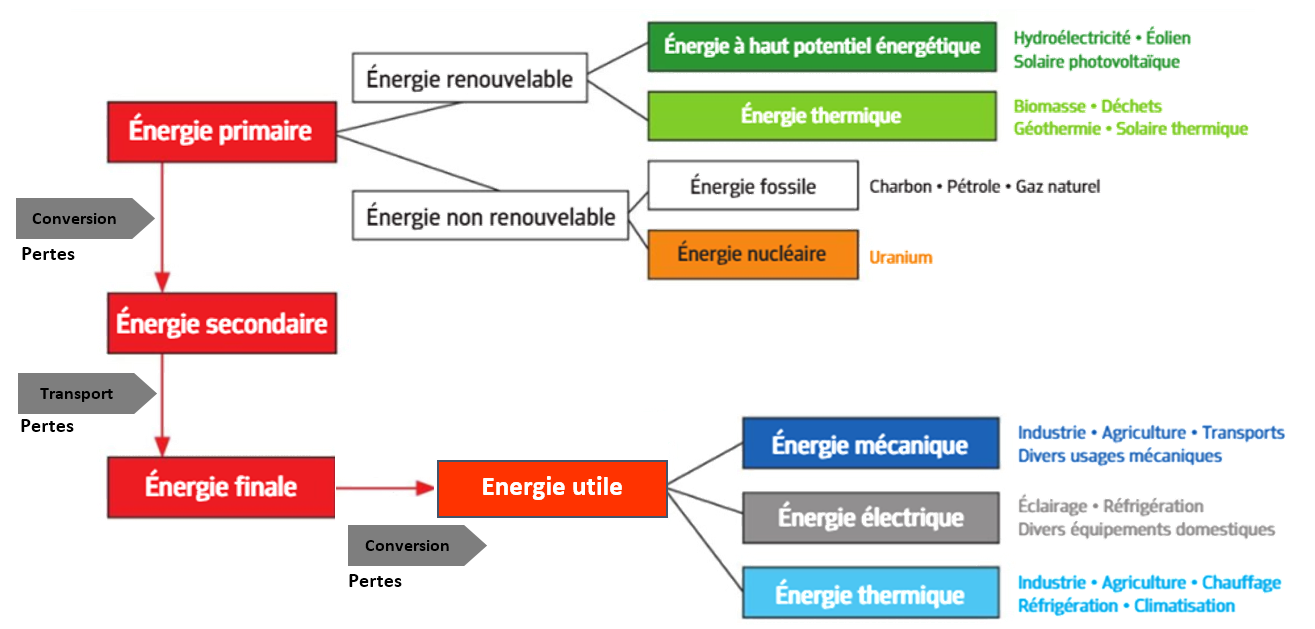 Énergie à haut potentiel énergétique
Hydroélectricité • Éolien
Solaire photovoltaïque
Énergie renouvelable
Énergie thermique
Biomasse • Déchets
Géothermie • Solaire thermique
Énergie primaire
Énergie fossile
Charbon • Pétrole • Gaz naturel
Énergie non renouvelable
Énergie nucléaire
Uranium
Conversion
Pertes
Énergie secondaire
Transport
Pertes
Énergie finale
Energie utile
Conversion
Pertes
Énergie mécanique
Industrie • Agriculture • Transports
Divers usages mécaniques
Énergie électrique
Éclairage • Réfrigération
Divers équipements domestiques
Énergie thermique
Industrie • Agriculture • Chauffage
Réfrigération • Climatisation